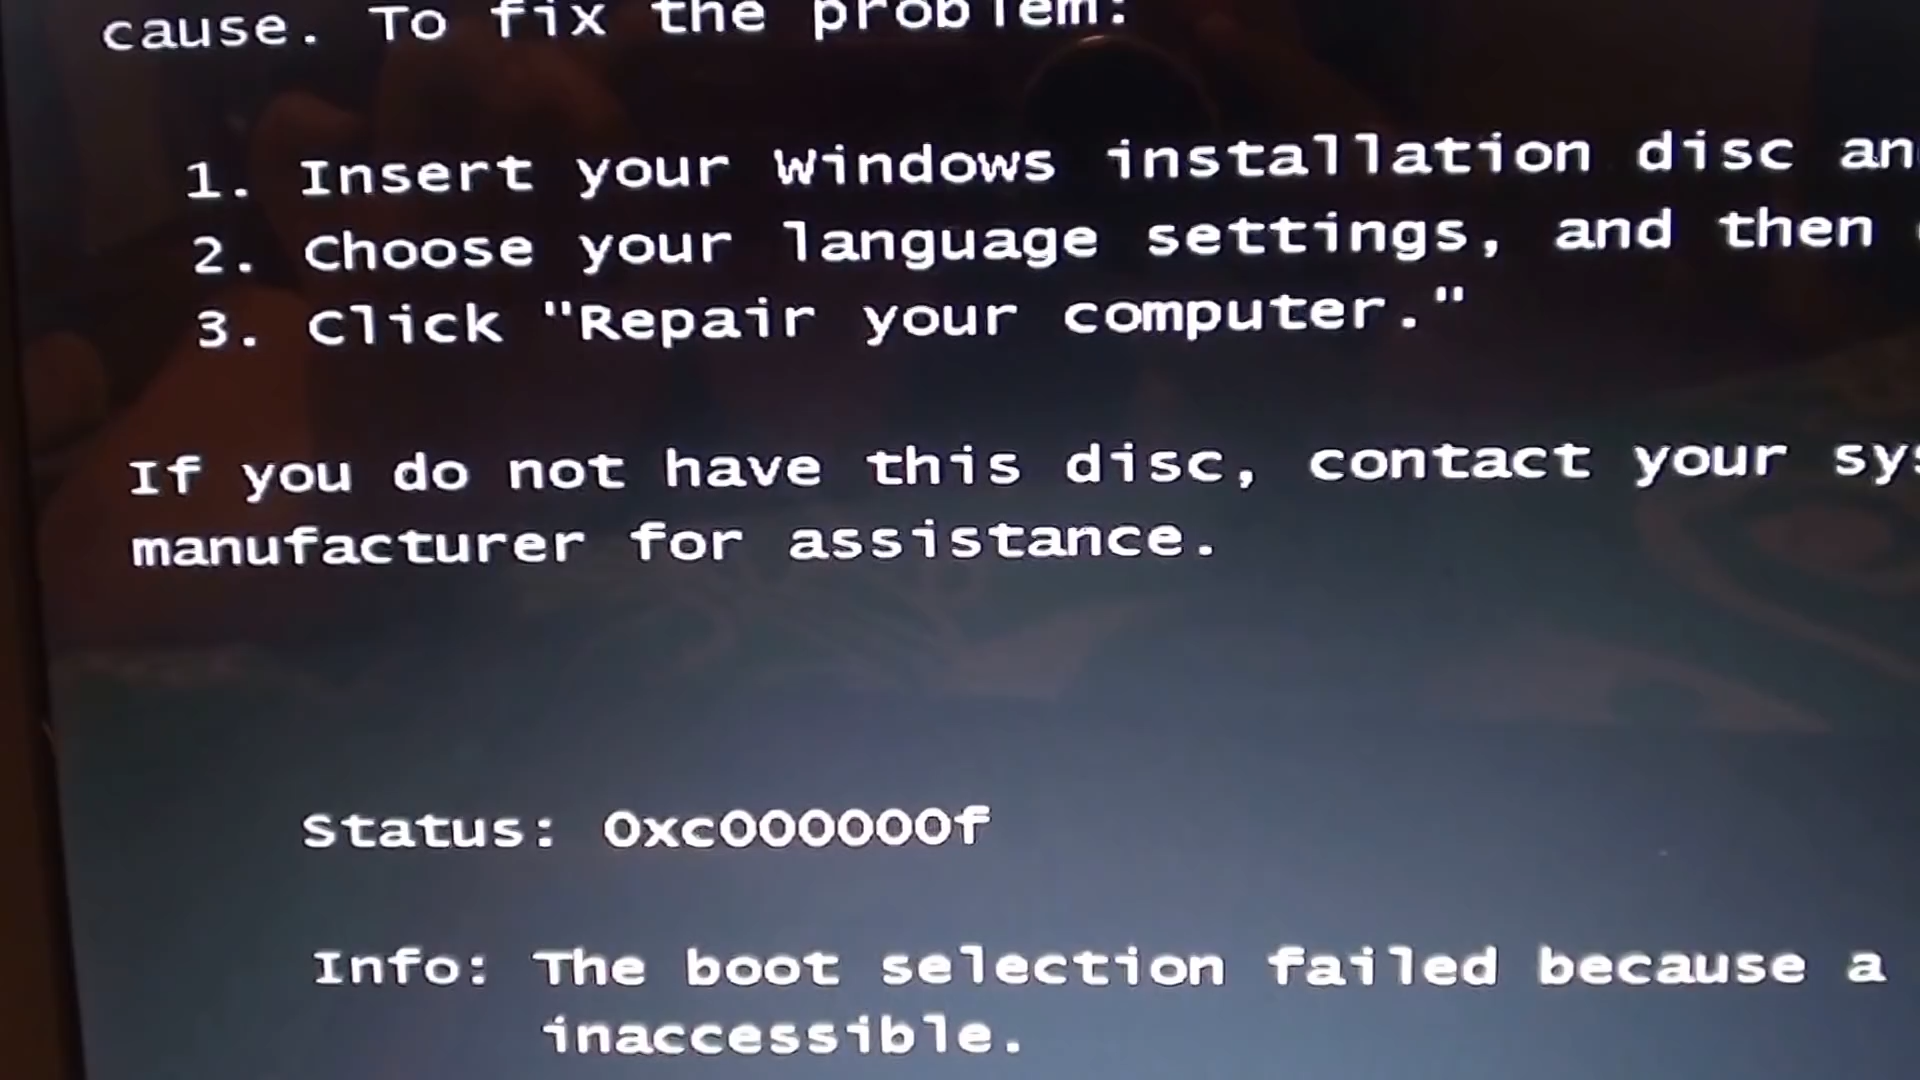 cause. To fix the problem:
1. Insert your Windows installation disc
2. Choose your language settings, and then
3. Click "Repair your computer."
If you do not have this disc, contact your
manufacturer for assistance.
Status: 0xc000000f
Info: The boot selection failed because a
inaccessible.